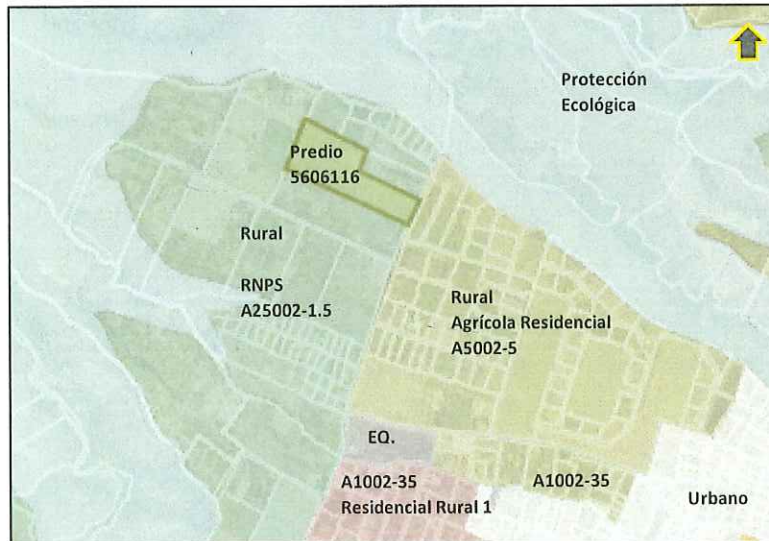 Protección
Ecológica
Predio
5606116
Rural
RNPS
A25002-1.5
Rural
Agrícola Residencial
A5002-5
EQ.
A1002-35
Residencial Rural 1
A1002-35
Urbano